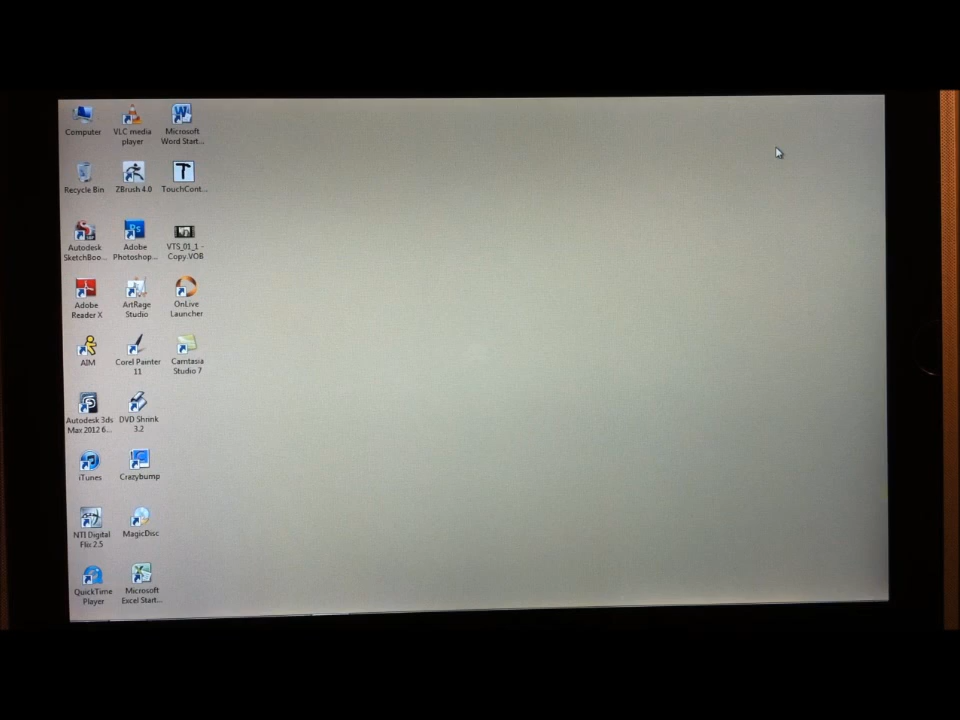 Computer
VLC media
player
Microsoft
Word Start...
Recycle Bin
ZBrush 4.0
TouchCont...
Autodesk
SketchBoo...
Adobe
Photoshop...
VTS_01_1 -
Copy.VOB
Adobe
Reader X
ArtRage
Studio
OnLive
Launcher
AIM
Corel Painter
11
Camtasia
Studio 7
Autodesk 3ds
Max 2012 6...
DVD Shrink
3.2
iTunes
Crazybump
NTI Digital
Flix 2.5
MagicDisc
QuickTime
Player
Microsoft
Excel Start...